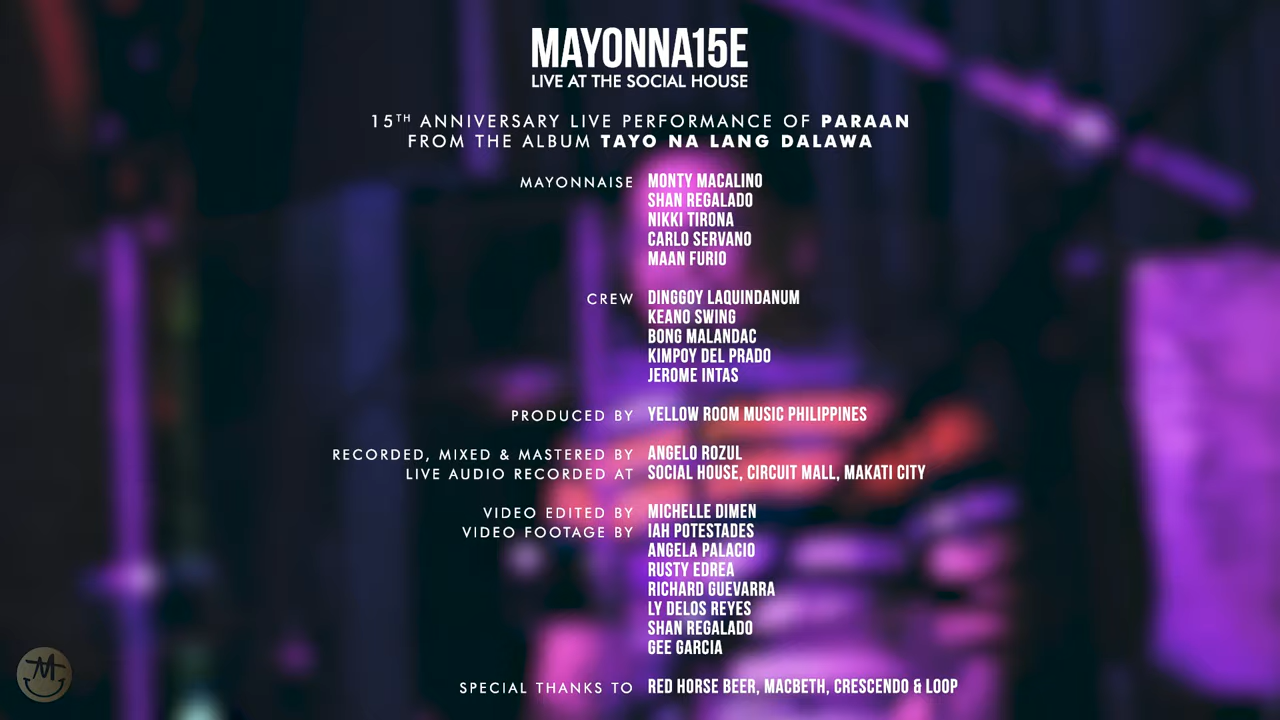 MAYONNA15E
LIVE AT THE SOCIAL HOUSE
15TH ANNIVERSARY LIVE PERFORMANCE OF PARAAN
FROM THE ALBUM TAYO NA LANG DALAWA
MAYONNAISE MONTY MACALINO
SHAN REGALADO
NIKKI TIRONA
CARLO SERVANO
MAAN FURIO
CREW DINGGOY LAQUINDANUM
KEANO SWING
BONG MALANDAC
KIMPOY DEL PRADO
JEROME INTAS
PRODUCED BY YELLOW ROOM MUSIC PHILIPPINES
RECORDED, MIXED & MASTERED BY ANGELO ROZUL
LIVE AUDIO RECORDED AT SOCIAL HOUSE, CIRCUIT MALL, MAKATI CITY
VIDEO EDITED BY MICHELLE DIMEN
VIDEO FOOTAGE BY IAH POTESTADES
ANGELA PALACIO
RUSTY EDREA
RICHARD GUEVARRA
LY DELOS REYES
SHAN REGALADO
GEE GARCIA
SPECIAL THANKS TO RED HORSE BEER, MACBETH, CRESCENDO & LOOP
M